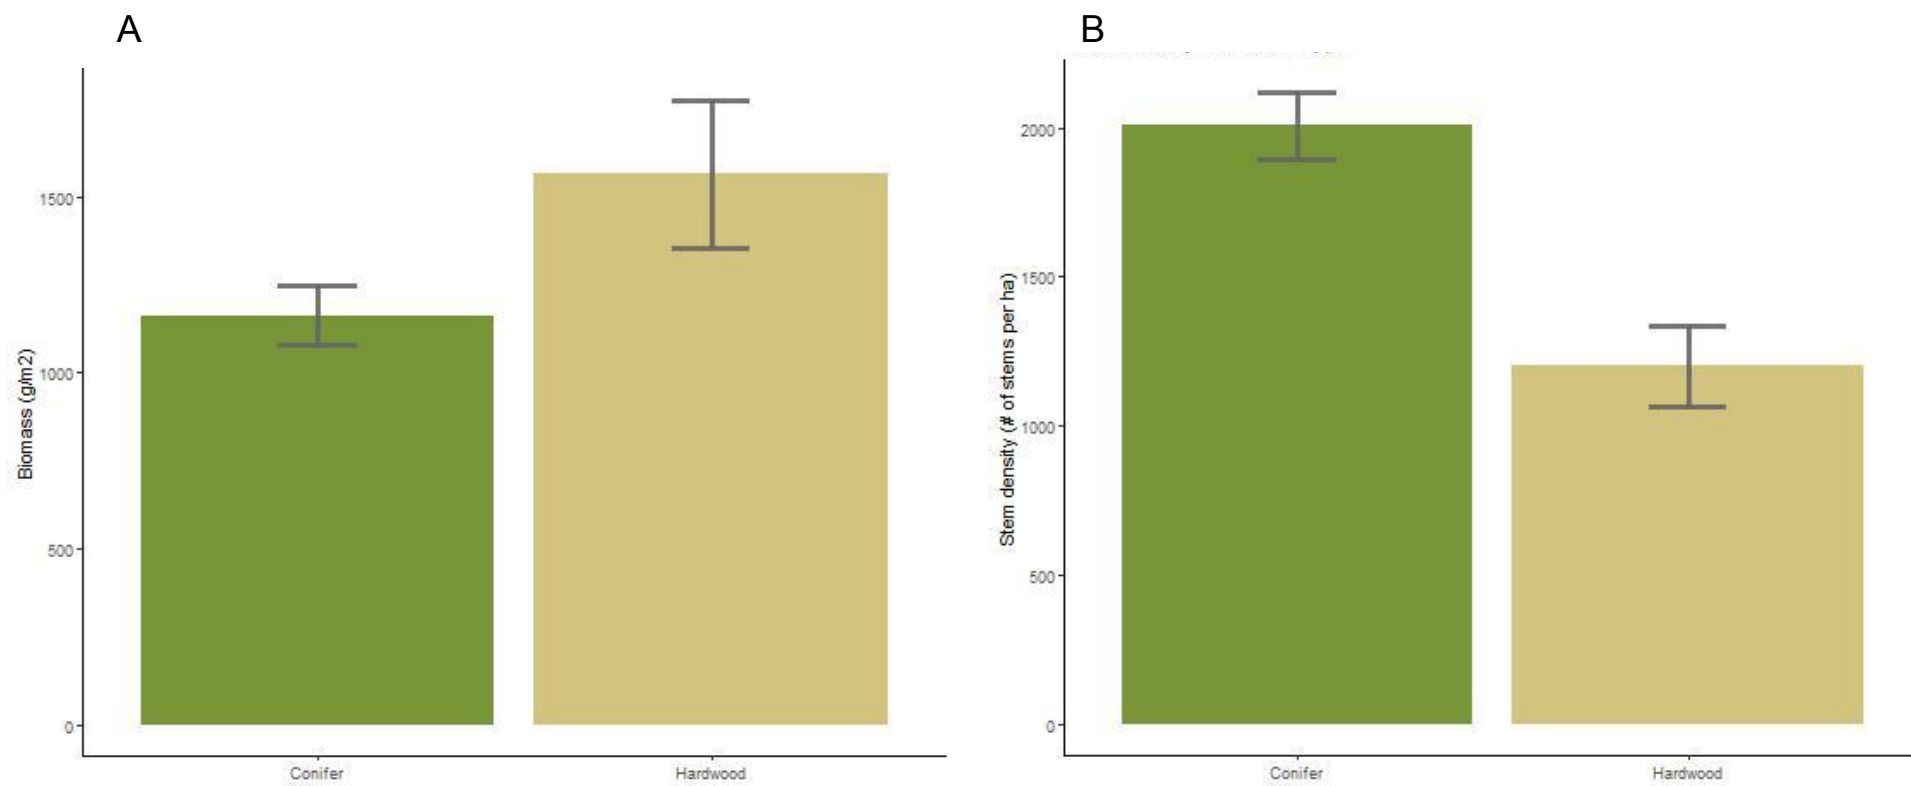 A
1500
1000
500
0
Biomass (g/m2)
Conifer
Hardwood
B
2000
1500
1000
500
0
Stem density (# of stems per ha)
Conifer
Hardwood